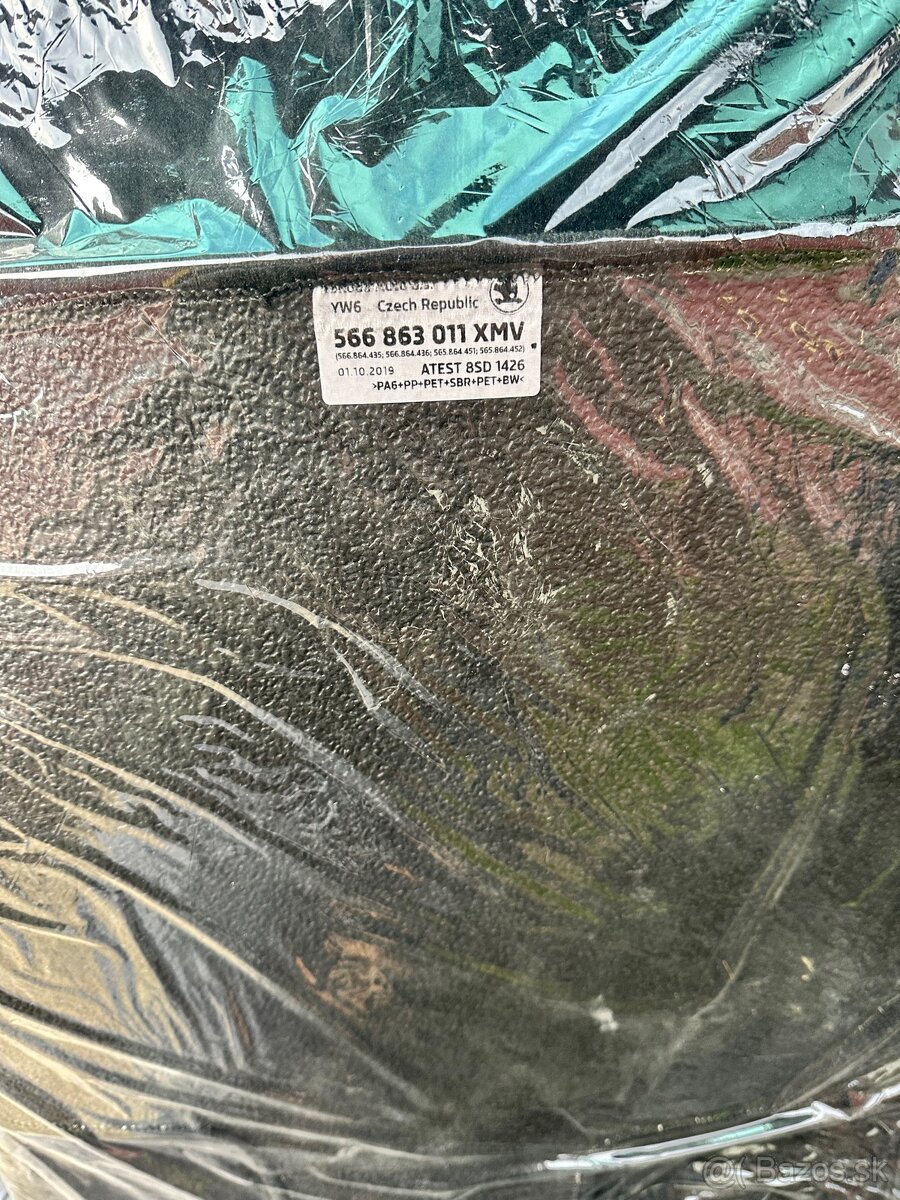 YW6 Czech Republic
566 863 011 XMV
(566.864.435; 566.864.436; 565.864.451; 565.864.452)
01.10.2019 ATEST 8SD 1426
>PA6+PP+PET+SBR+PET+BW<
@( Bazos.sk